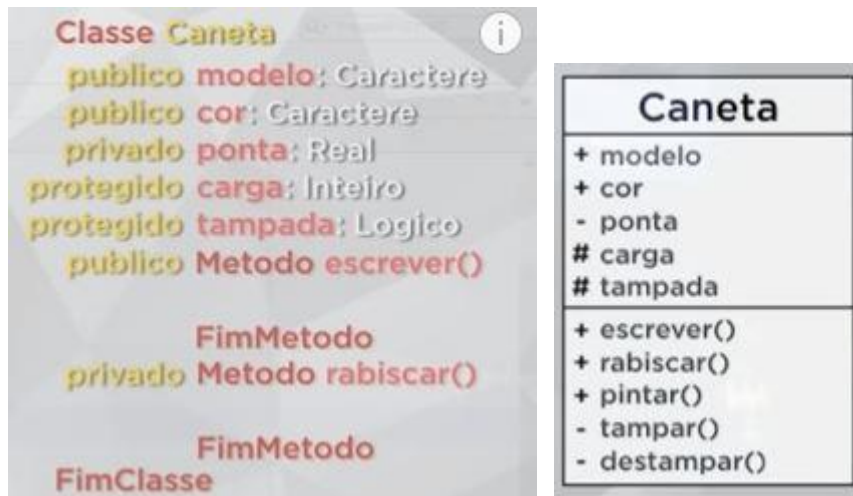 Classe Caneta
publico modelo: Caractere
publico cor: Caractere
privado ponta: Real
protegido carga: Inteiro
protegido tampada: Logico
publico Metodo escrever()
FimMetodo
privado Metodo rabiscar()
FimMetodo
FimClasse
i
Caneta
+ modelo
+ cor
- ponta
# carga
# tampada
+ escrever()
+ rabiscar()
+ pintar()
- tampar()
- destampar()